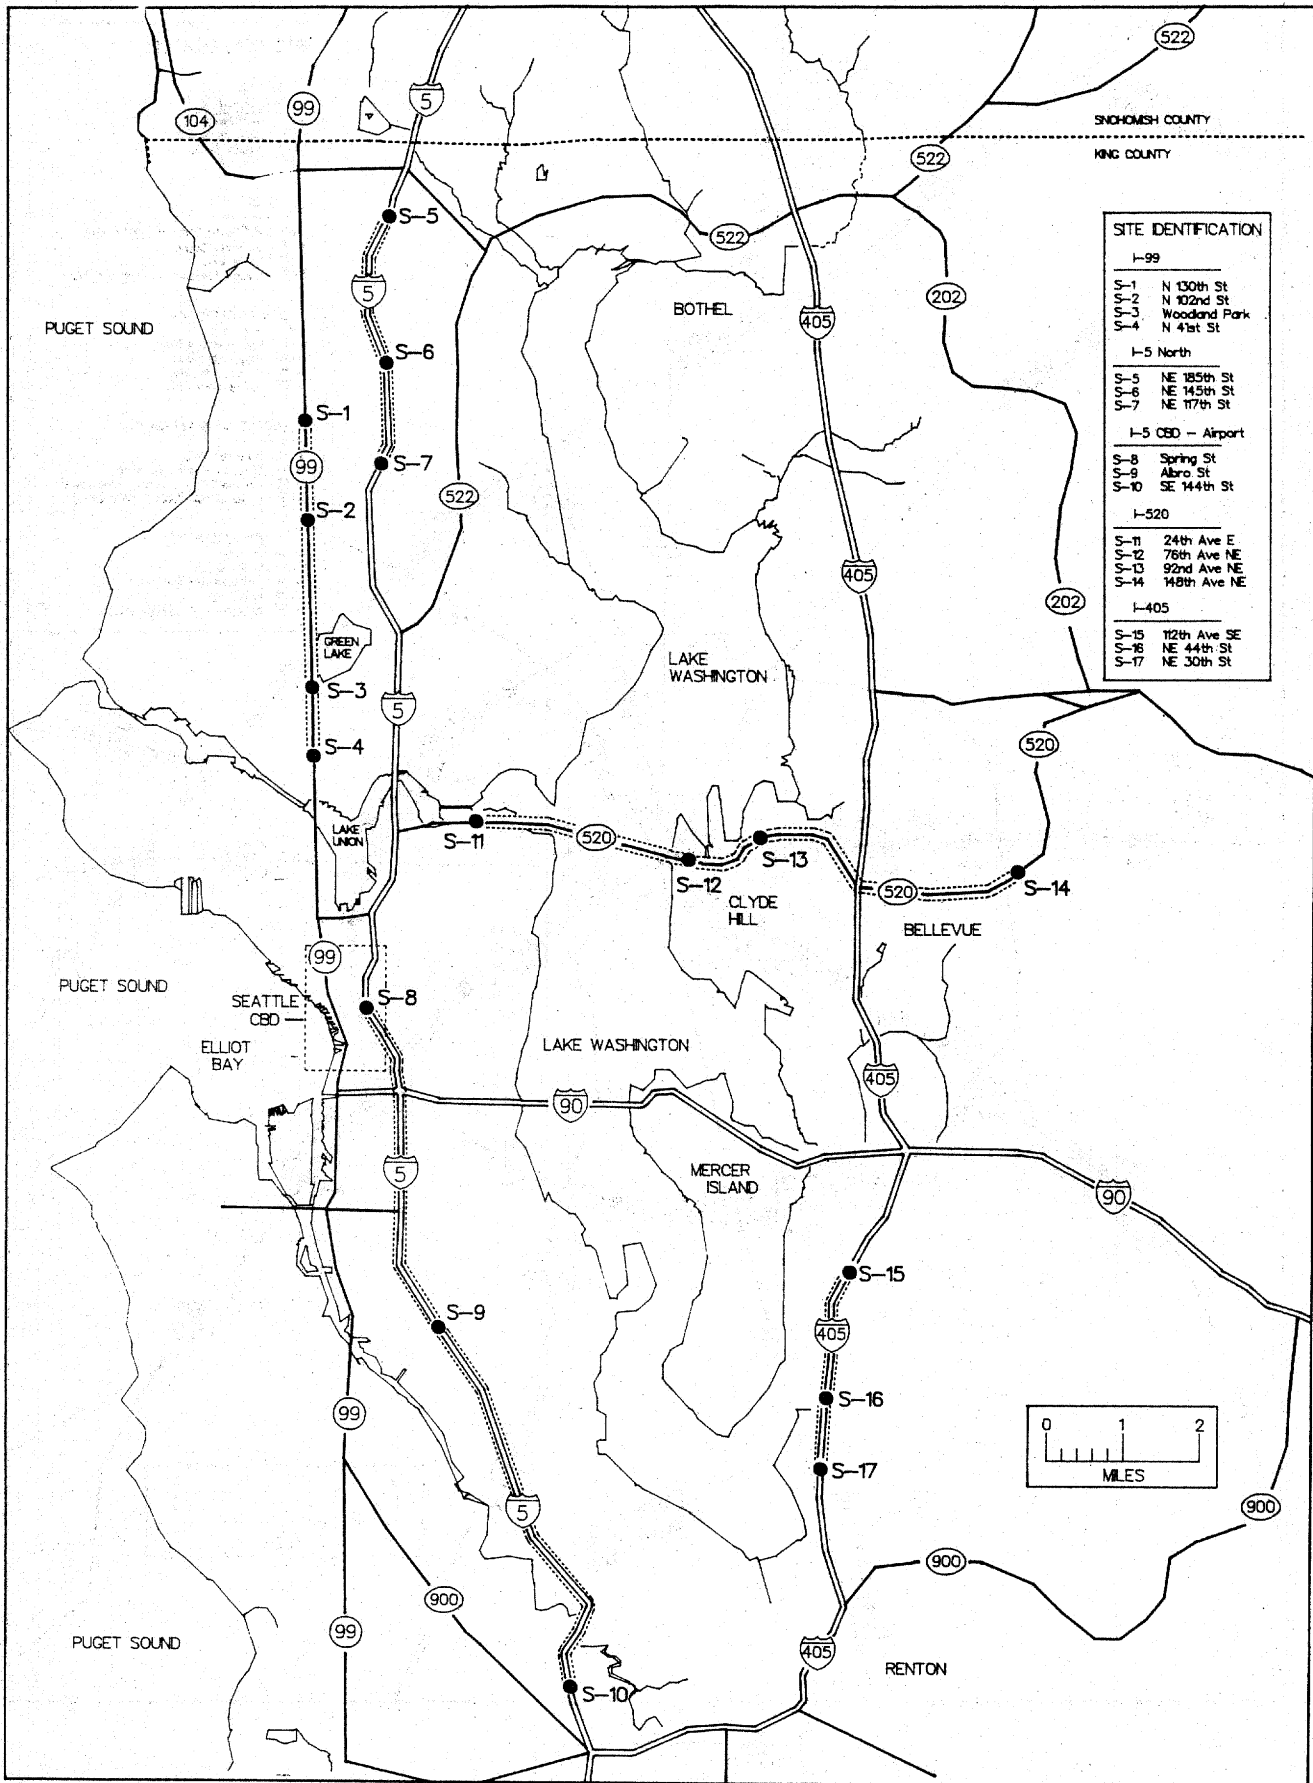 522
5
99
104
SNOHOMISH COUNTY
KING COUNTY
522
S-5
522
SITE IDENTIFICATION
I-99
S-1 N 130th St
S-2 N 102nd St
S-3 Woodland Park
S-4 N 41st St
I-5 North
S-5 NE 185th St
S-6 NE 145th St
S-7 NE 117th St
I-5 CBD - Airport
S-8 Spring St
S-9 Albro St
S-10 SE 144th St
I-520
S-11 24th Ave E
S-12 76th Ave NE
S-13 92nd Ave NE
S-14 148th Ave NE
I-405
S-15 112th Ave SE
S-16 NE 44th St
S-17 NE 30th St
5
202
PUGET SOUND
BOTHEL
405
S-6
S-1
99
S-7
522
S-2
405
202
GREEN
LAKE
LAKE
WASHINGTON
S-3
5
S-4
520
LAKE
UNION
S-11
520
S-13
S-12
520
S-14
CLYDE
HILL
BELLEVUE
99
PUGET SOUND
SEATTLE
CBD
S-8
ELLIOT
BAY
LAKE WASHINGTON
405
90
5
MERCER
ISLAND
90
S-15
S-9
405
S-16
99
0 1 2
MILES
S-17
5
900
900
900
99
PUGET SOUND
405
RENTON
S-10